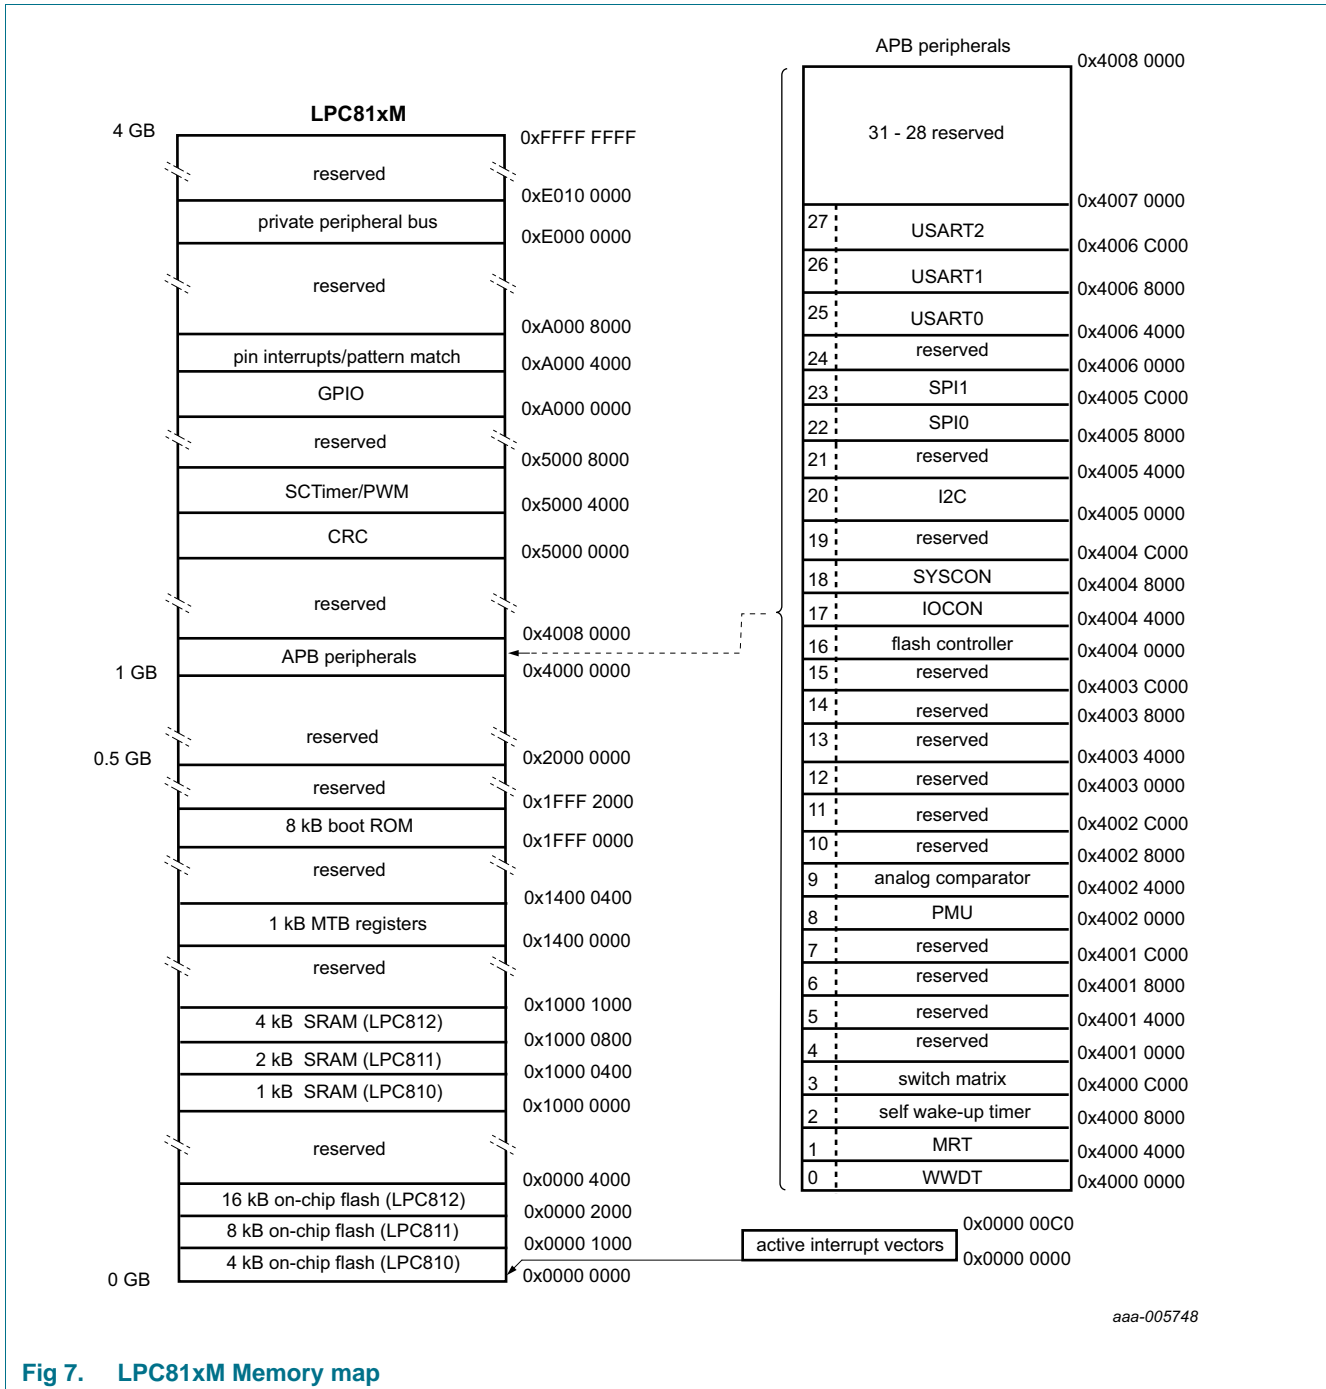 APB peripherals
0x4008 0000
LPC81xM
4 GB
0xFFFF FFFF
reserved
0xE010 0000
private peripheral bus
0xE000 0000
reserved
0xA000 8000
pin interrupts/pattern match
0xA000 4000
GPIO
0xA000 0000
reserved
0x5000 8000
SCTimer/PWM
0x5000 4000
CRC
0x5000 0000
reserved
0x4008 0000
APB peripherals
0x4000 0000
1 GB
reserved
0x2000 0000
0.5 GB
reserved
0x1FFF 2000
8 kB boot ROM
0x1FFF 0000
reserved
0x1400 0400
1 kB MTB registers
0x1400 0000
reserved
0x1000 1000
4 kB SRAM (LPC812)
0x1000 0800
2 kB SRAM (LPC811)
0x1000 0400
1 kB SRAM (LPC810)
0x1000 0000
reserved
0x0000 4000
16 kB on-chip flash (LPC812)
0x0000 2000
8 kB on-chip flash (LPC811)
0x0000 1000
4 kB on-chip flash (LPC810)
0x0000 0000
0 GB
31 - 28 reserved
0x4007 0000
27 USART2
0x4006 C000
26 USART1
0x4006 8000
25 USART0
0x4006 4000
24 reserved
0x4006 0000
23 SPI1
0x4005 C000
22 SPI0
0x4005 8000
21 reserved
0x4005 4000
20 I2C
0x4005 0000
19 reserved
0x4004 C000
18 SYSCON
0x4004 8000
17 IOCON
0x4004 4000
16 flash controller
0x4004 0000
15 reserved
0x4003 C000
14 reserved
0x4003 8000
13 reserved
0x4003 4000
12 reserved
0x4003 0000
11 reserved
0x4002 C000
10 reserved
0x4002 8000
9 analog comparator
0x4002 4000
8 PMU
0x4002 0000
7 reserved
0x4001 C000
6 reserved
0x4001 8000
5 reserved
0x4001 4000
4 reserved
0x4001 0000
3 switch matrix
0x4000 C000
2 self wake-up timer
0x4000 8000
1 MRT
0x4000 4000
0 WWDT
0x4000 0000
0x0000 00C0
active interrupt vectors
0x0000 0000
aaa-005748
Fig 7. LPC81xM Memory map